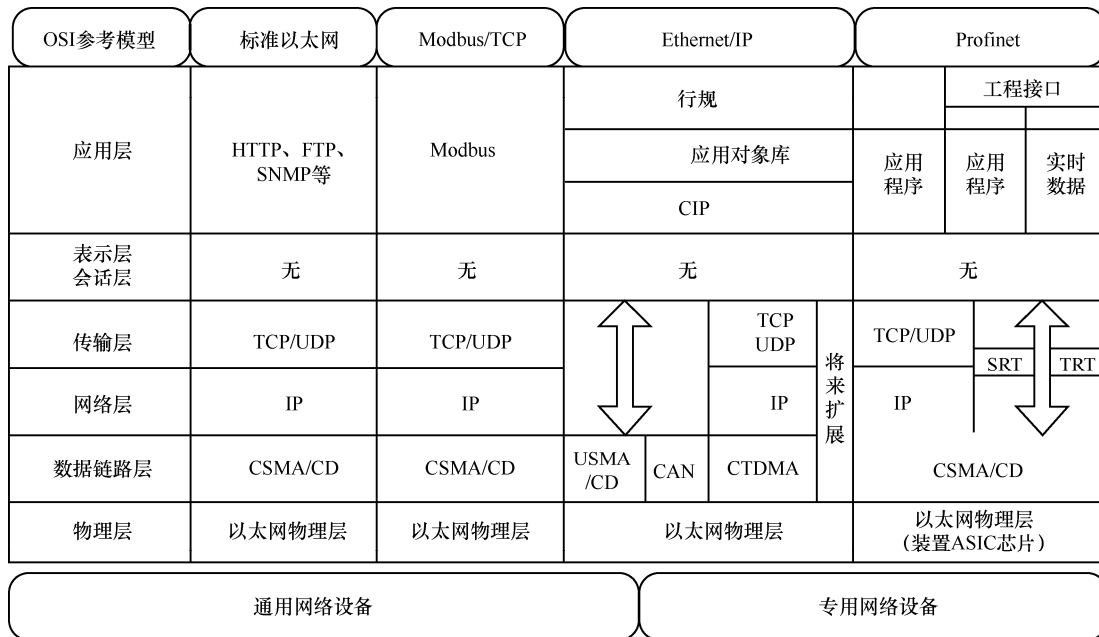 OSI参考模型
标准以太网
Modbus/TCP
Ethernet/IP
Profinet
应用层
HTTP、FTP、
SNMP等
Modbus
行规
应用对象库
CIP
工程接口
应用
程序
应用
程序
实时
数据
表示层
会话层
无
无
无
无
传输层
TCP/UDP
TCP/UDP
TCP
UDP
将来扩展
TCP/UDP
SRT
TRT
网络层
IP
IP
IP
IP
数据链路层
CSMA/CD
CSMA/CD
USMA
/CD
CAN
CTDMA
CSMA/CD
物理层
以太网物理层
以太网物理层
以太网物理层
以太网物理层
（装置ASIC芯片）
通用网络设备
专用网络设备